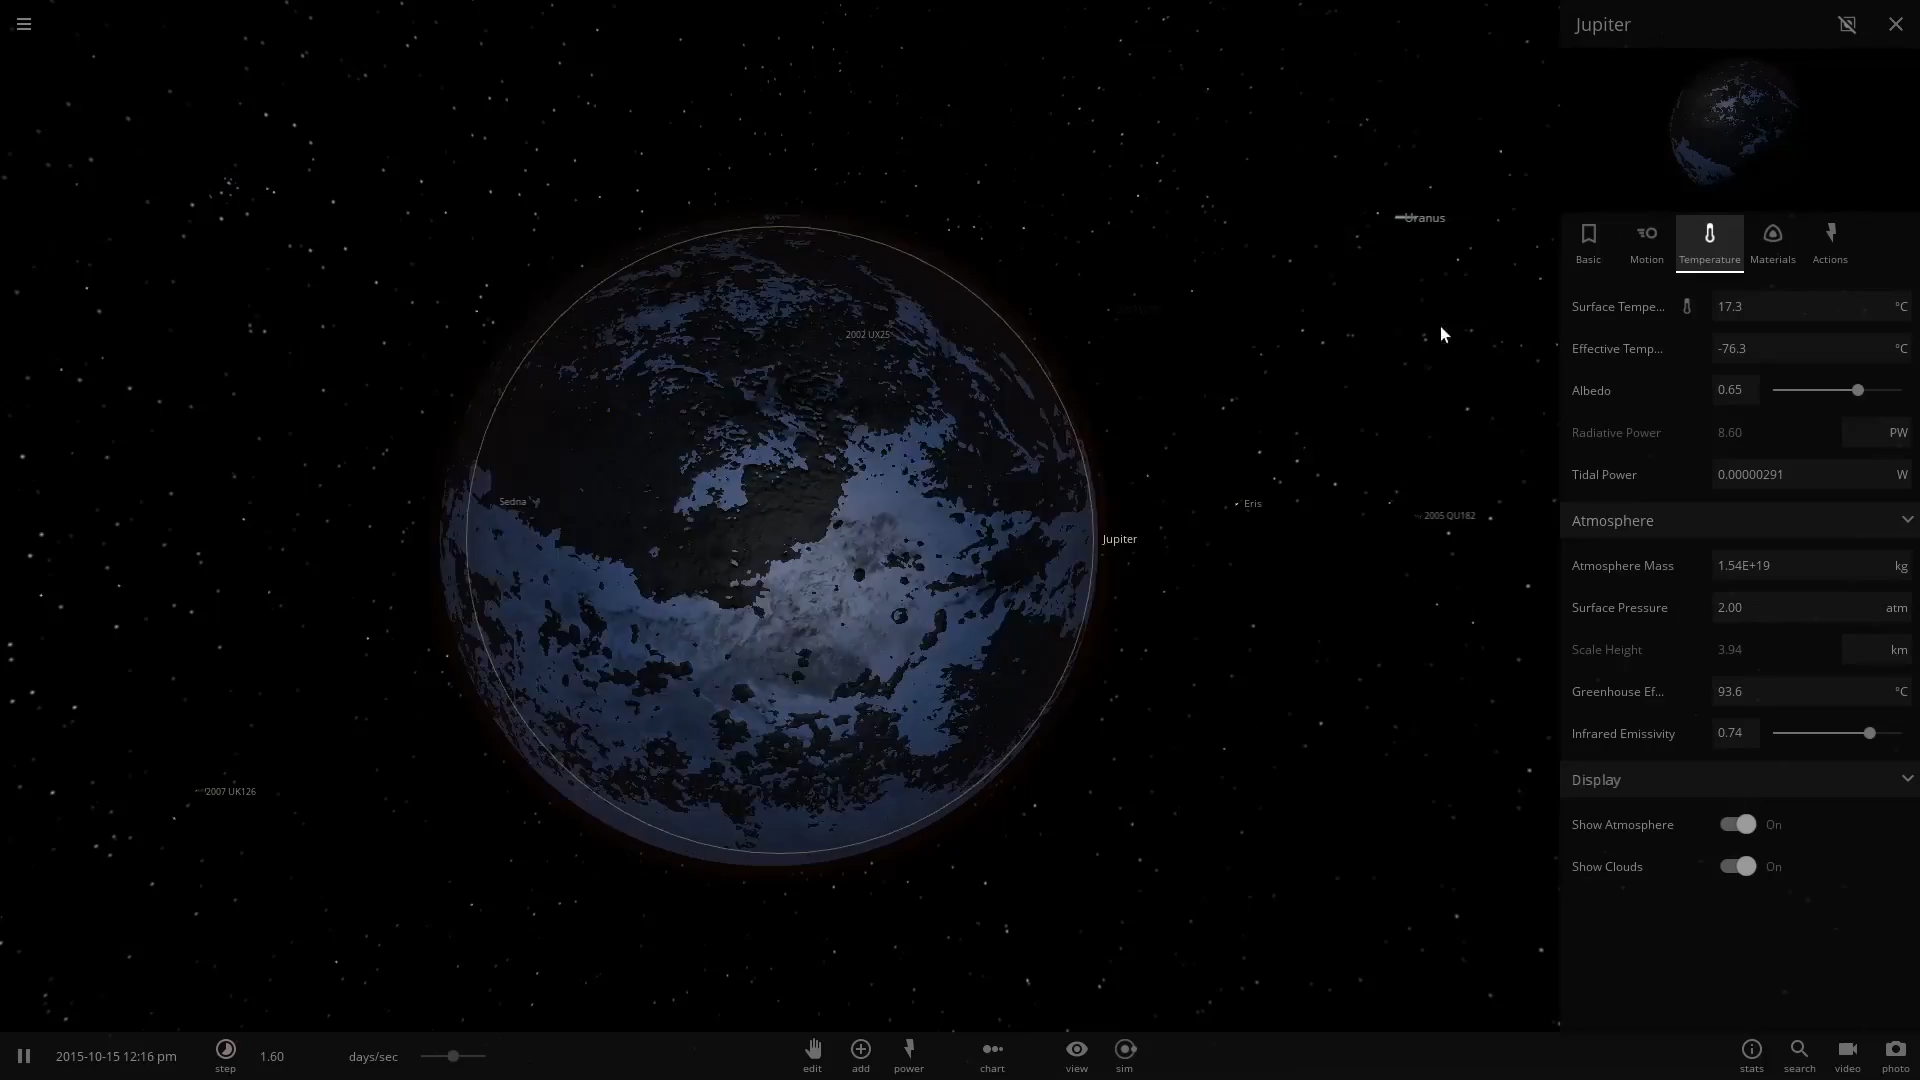 Jupiter
Uranus
2002 UX25
Sedna
Eris
2005 QU182
Jupiter
2007 UK126
Basic
Motion
Temperature
Materials
Actions
Surface Tempe... 17.3 °C
Effective Temp... -76.3 °C
Albedo 0.65
Radiative Power 8.60 PW
Tidal Power 0.00000291 W
Atmosphere
Atmosphere Mass 1.54E+19 kg
Surface Pressure 2.00 atm
Scale Height 3.94 km
Greenhouse Ef... 93.6 °C
Infrared Emissivity 0.74
Display
Show Atmosphere On
Show Clouds On
2015-10-15 12:16 pm
step
1.60 days/sec
edit
add
power
chart
view
sim
stats
search
video
photo